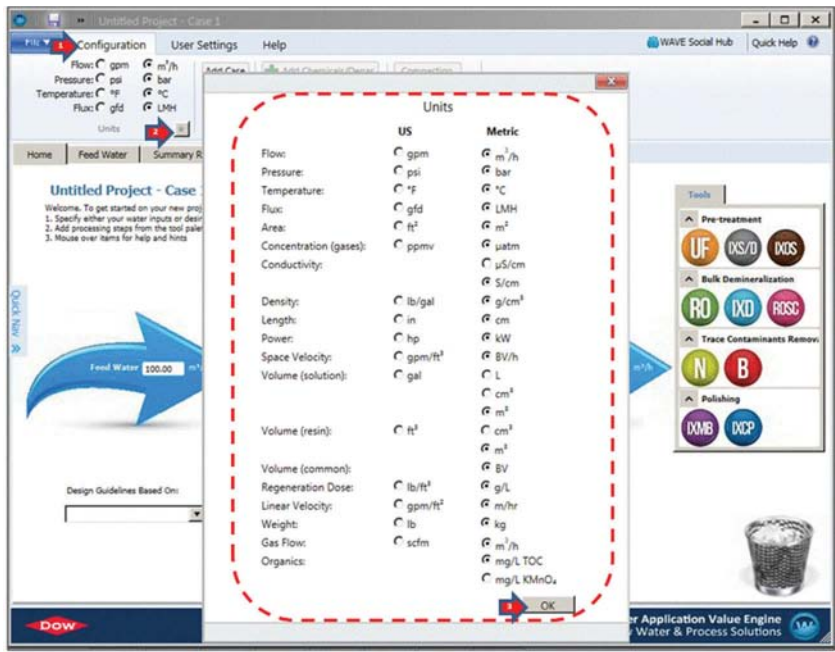 Untitled Project - Case 1
File Configuration User Settings Help
WAVE Social Hub Quick Help
1
Flow: gpm m³/h
Pressure: psi bar
Temperature: °F °C
Flux: gfd LMH
Units
2
Add Case Add Chemicals/Degas Connection
Home Feed Water Summary R
Untitled Project - Case
Welcome. To get started on your new proj
1. Specify either your water inputs or desir
2. Add processing steps from the tool pale
3. Mouse over items for help and hints
Quick Nav
Feed Water 100.00 m³
Design Guidelines Based On:
Units
US Metric
Flow: gpm m³/h
Pressure: psi bar
Temperature: °F °C
Flux: gfd LMH
Area: ft² m²
Concentration (gases): ppmv µatm
Conductivity: µS/cm
S/cm
Density: lb/gal g/cm³
Length: in cm
Power: hp kW
Space Velocity: gpm/ft³ BV/h
Volume (solution): gal L
cm³
m³
Volume (resin): ft³ cm³
m³
Volume (common): BV
Regeneration Dose: lb/ft³ g/L
Linear Velocity: gpm/ft² m/hr
Weight: lb kg
Gas Flow: scfm m³/h
Organics: mg/L TOC
mg/L KMnO₄
3
OK
m³/h
Tools
Pre-treatment
UF IXS/D IXOS
Bulk Demineralization
RO IXD ROSC
Trace Contaminants Remov
N B
Polishing
IXMB IXCP
Dow
er Application Value Engine
Water & Process Solutions
W